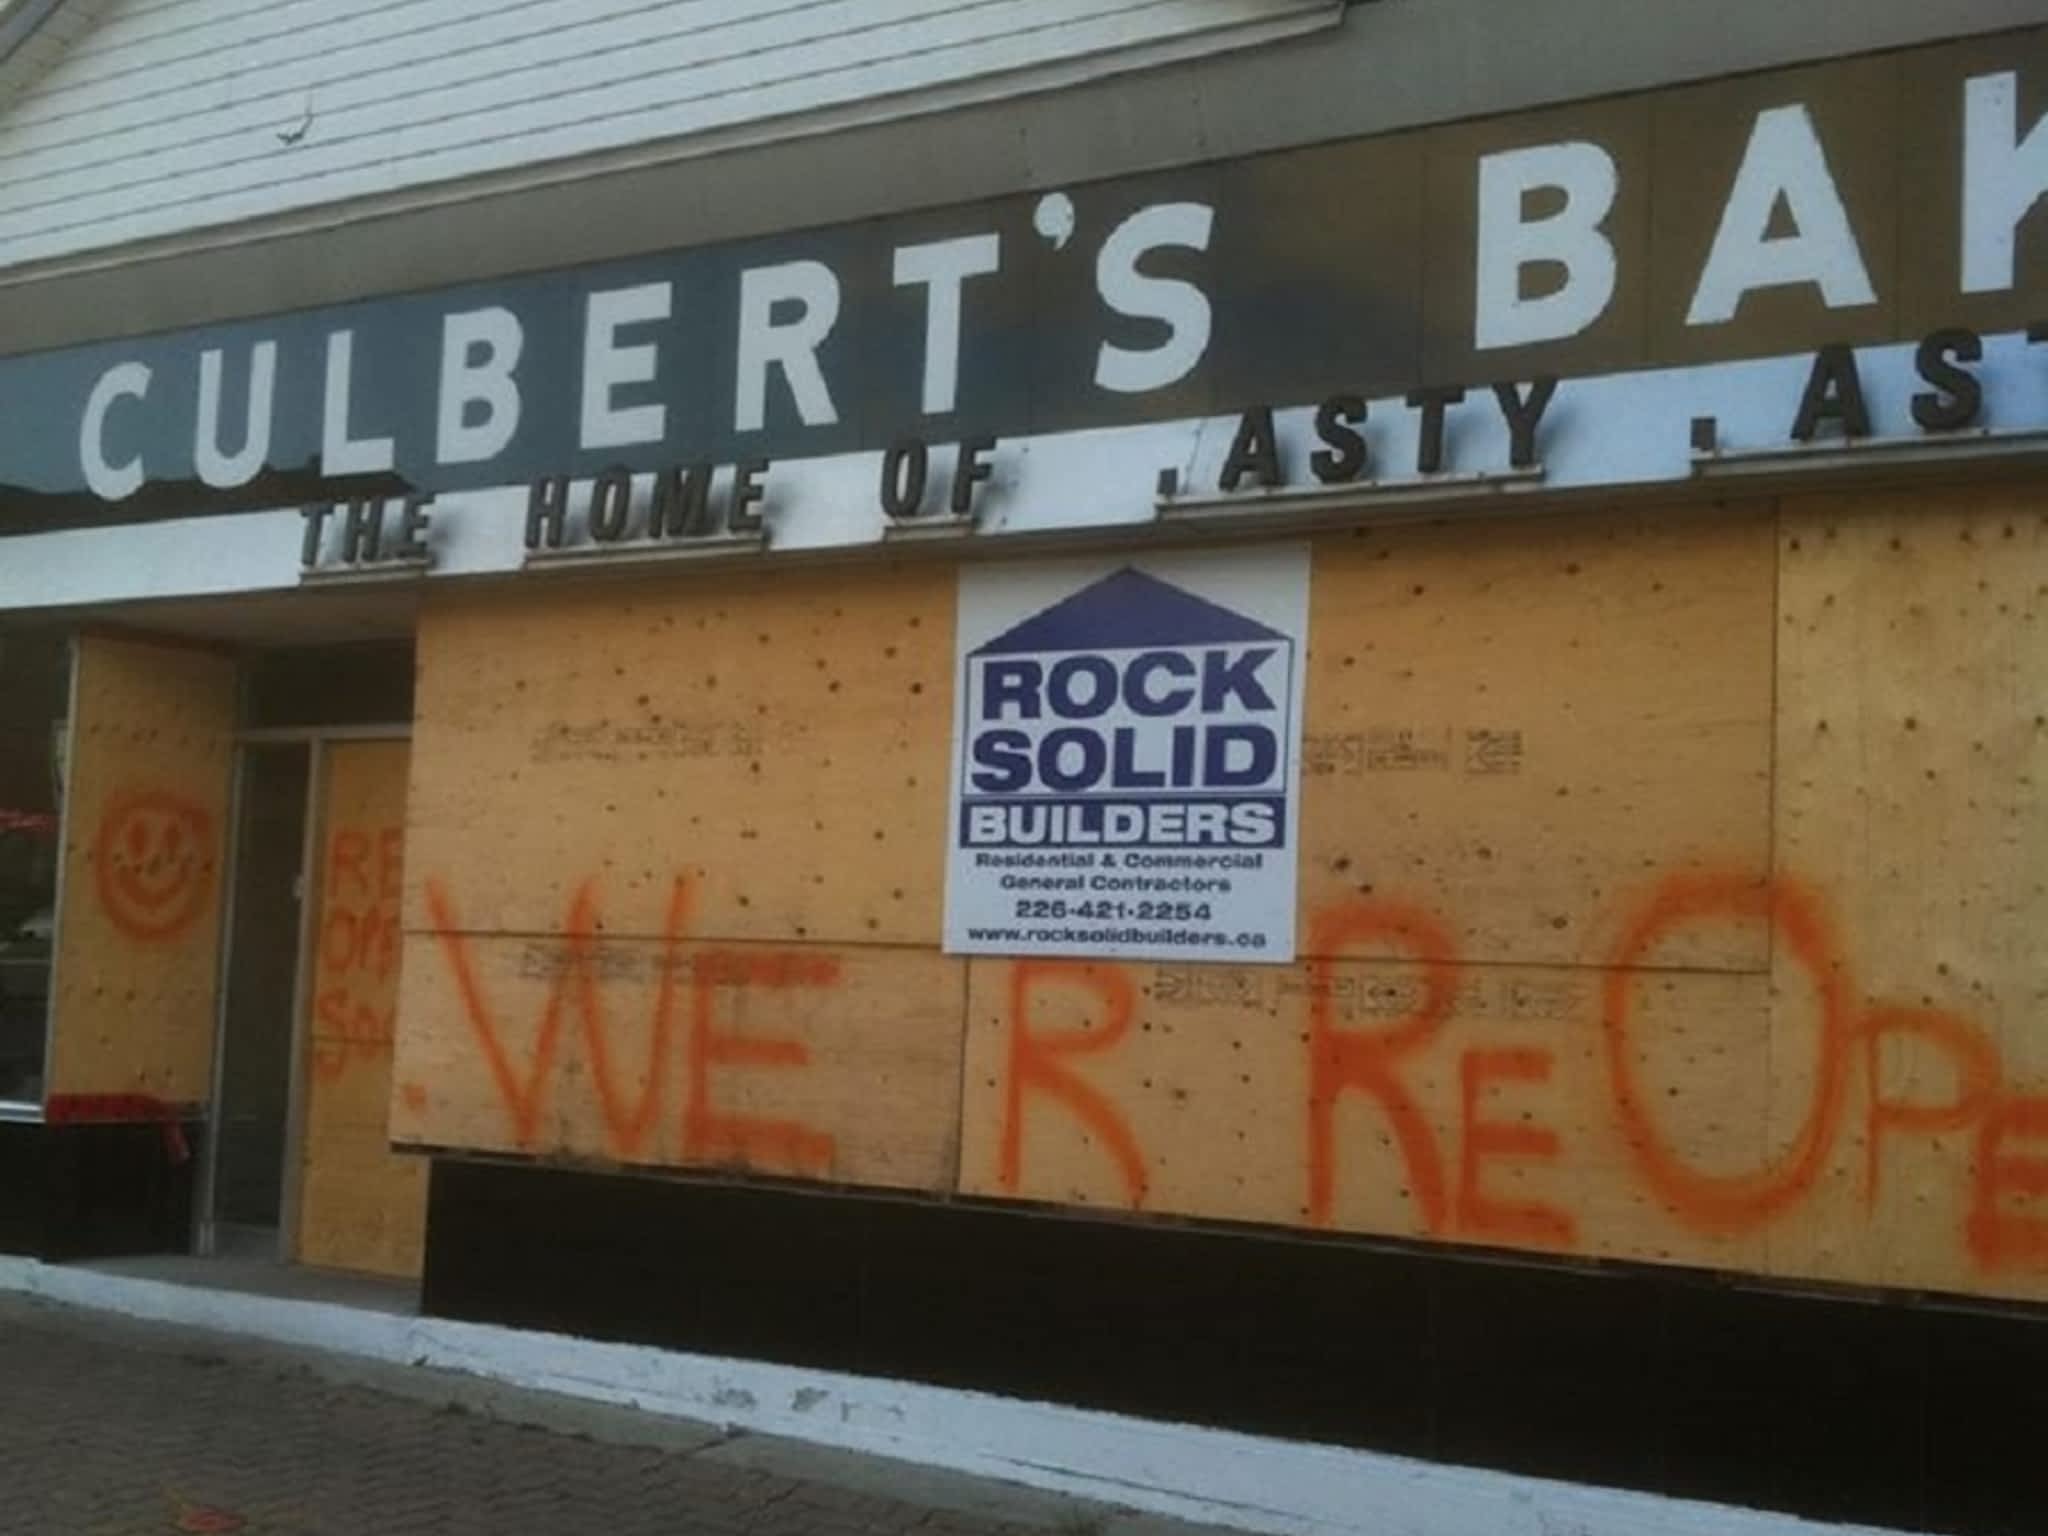 CULBERT'S BAK
THE HOME OF .ASTY .AST
ROCK
SOLID
BUILDERS
Residential & Commercial
General Contractors
226-421-2254
www.rocksolidbuilders.ca
RE
WE R REOPE